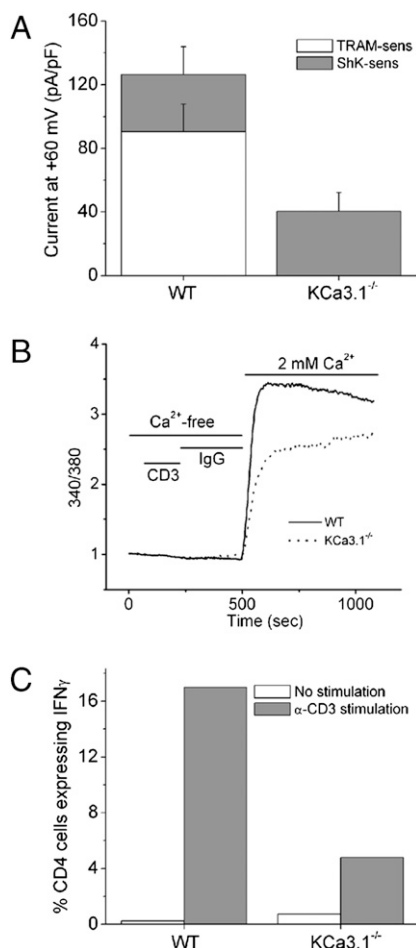 A
TRAM-sens
ShK-sens
Current at +60 mV (pA/pF)
160
120
80
40
0
WT
KCa3.1-/-
B
2 mM Ca2+
Ca2+-free
IgG
CD3
340/380
4
3
2
1
WT
KCa3.1-/-
0
500
1000
Time (sec)
C
No stimulation
α-CD3 stimulation
% CD4 cells expressing IFNγ
16
12
8
4
0
WT
KCa3.1-/-